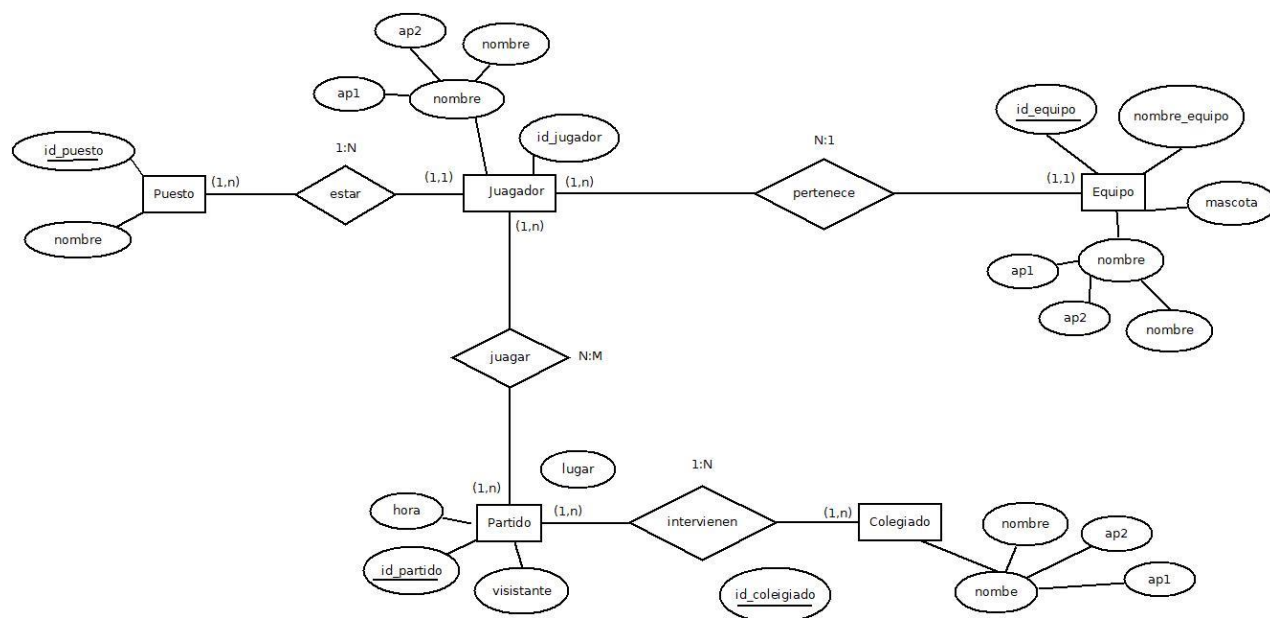 ap2
nombre
ap1
nombre
id_jugador
id_equipo
nombre_equipo
id_puesto
1:N
N:1
Puesto
(1,n)
estar
(1,1)
Juagador
(1,n)
pertenece
(1,1)
Equipo
mascota
nombre
(1,n)
nombre
ap1
ap2
nombre
juagar
N:M
lugar
1:N
(1,n)
hora
Partido
(1,n)
intervienen
(1,n)
Colegiado
nombre
ap2
id_partido
visistante
id_coleigiado
nombe
ap1